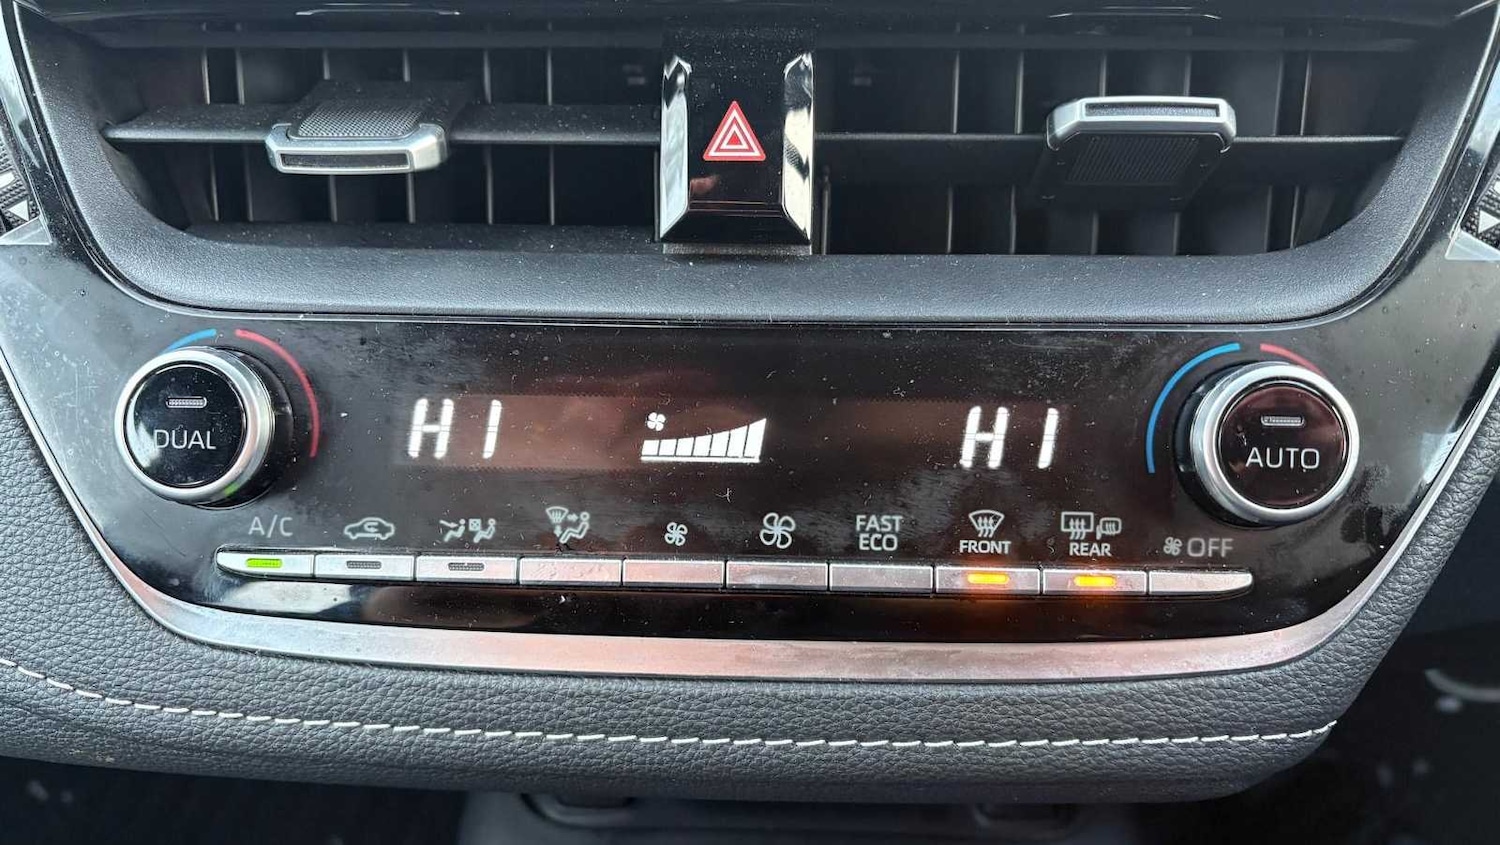 HI
HI
DUAL
AUTO
A/C
FAST
ECO
FRONT
REAR
OFF